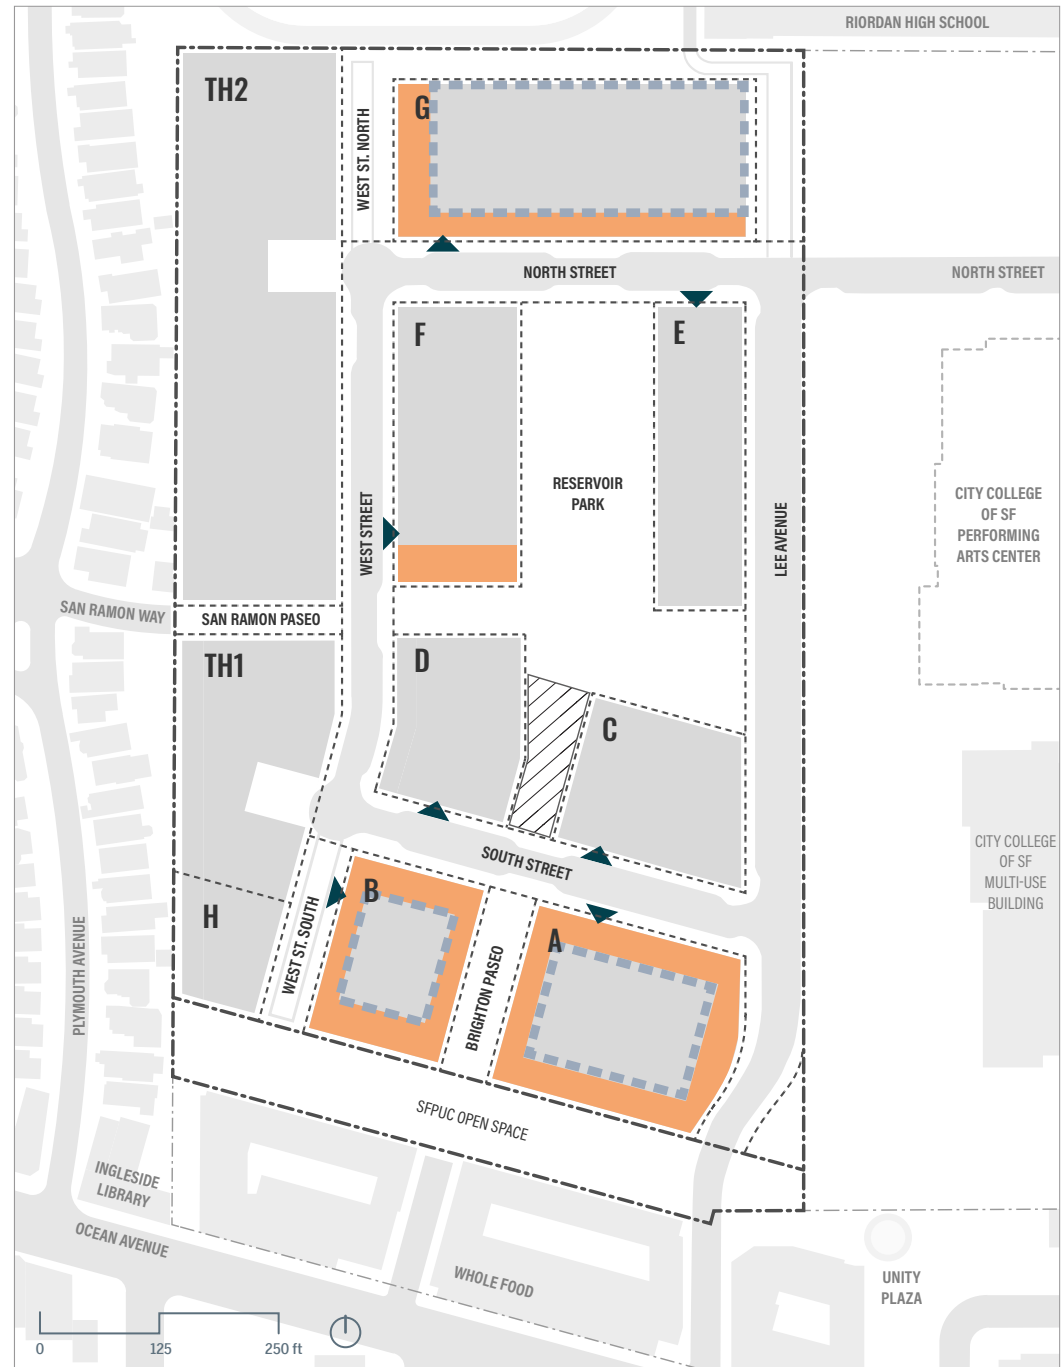 RIORDAN HIGH SCHOOL
TH2
G
WEST ST. NORTH
NORTH STREET
NORTH STREET
F
E
RESERVOIR
PARK
WEST STREET
LEE AVENUE
CITY COLLEGE
OF SF
PERFORMING
ARTS CENTER
SAN RAMON WAY
SAN RAMON PASEO
TH1
D
C
SOUTH STREET
CITY COLLEGE
OF SF
MULTI-USE
BUILDING
B
H
A
WEST ST. SOUTH
BRIGHTON PASEO
PLYMOUTH AVENUE
SFPUC OPEN SPACE
INGLESIDE
LIBRARY
OCEAN AVENUE
WHOLE FOOD
UNITY
PLAZA
0
125
250 ft